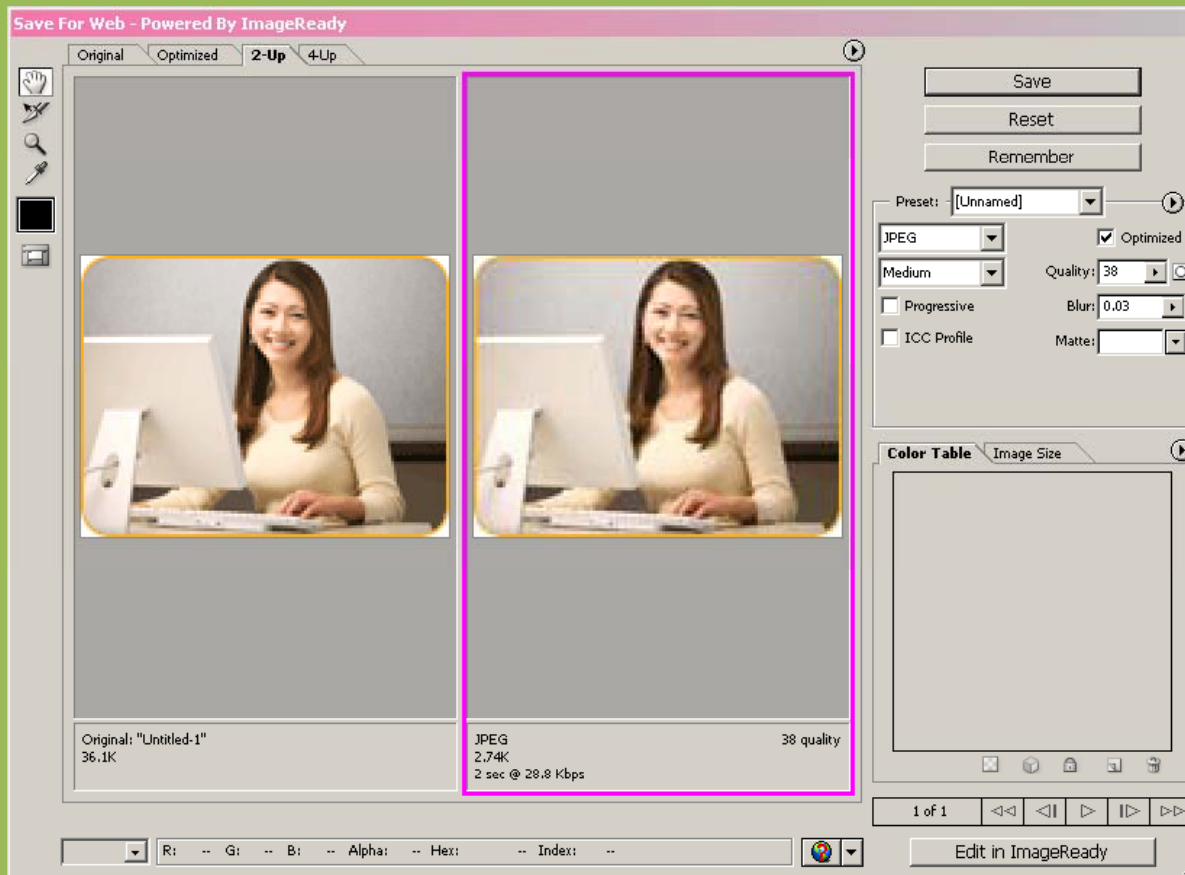 Save For Web - Powered By ImageReady
Original Optimized 2-Up 4-Up
Save
Reset
Remember
Preset: [Unnamed]
JPEG Optimized
Medium Quality: 38
Progressive Blur: 0.03
ICC Profile Matte:
Color Table Image Size
Original: "Untitled-1"
36.1K
JPEG 38 quality
2.74K
2 sec @ 28.8 Kbps
1 of 1
R: -- G: -- B: -- Alpha: -- Hex: -- Index: --
Edit in ImageReady